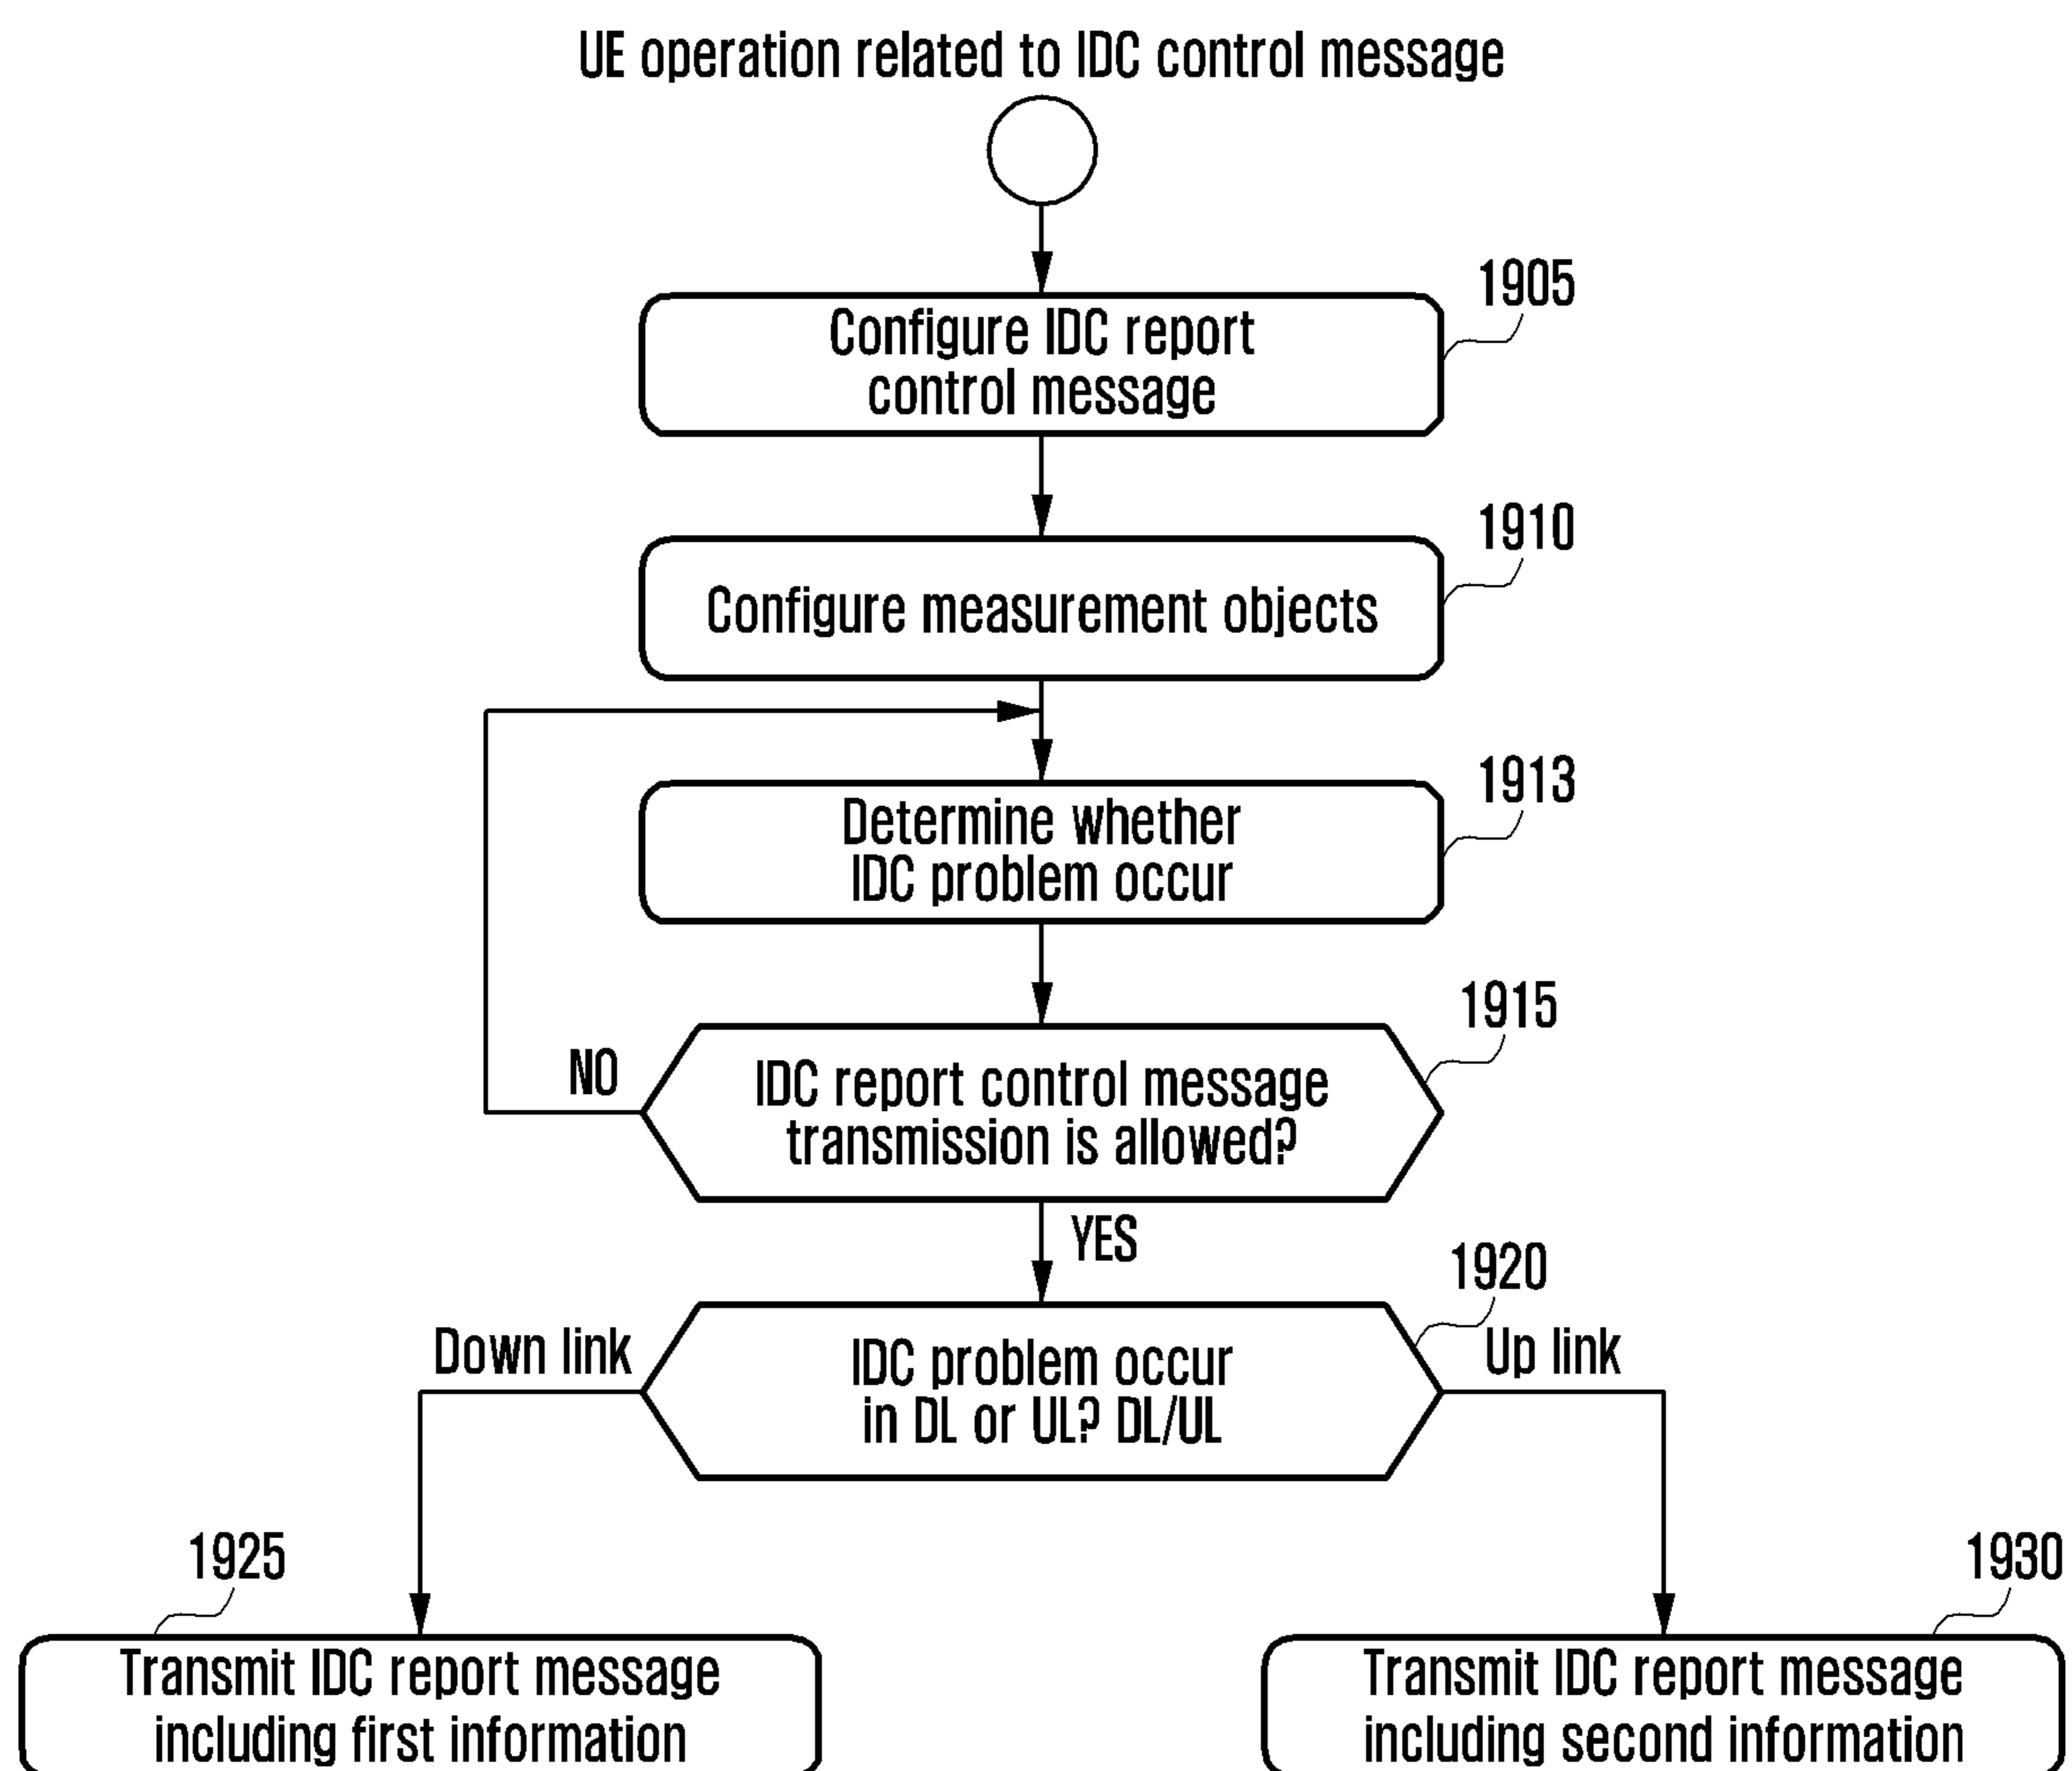 UE operation related to IDC control message
1905
Configure IDC report
control message
1910
Configure measurement objects
1913
Determine whether
IDC problem occur
1915
NO
IDC report control message
transmission is allowed?
YES
1920
Down link
Up link
IDC problem occur
in DL or UL? DL/UL
1925
1930
Transmit IDC report message
including first information
Transmit IDC report message
including second information